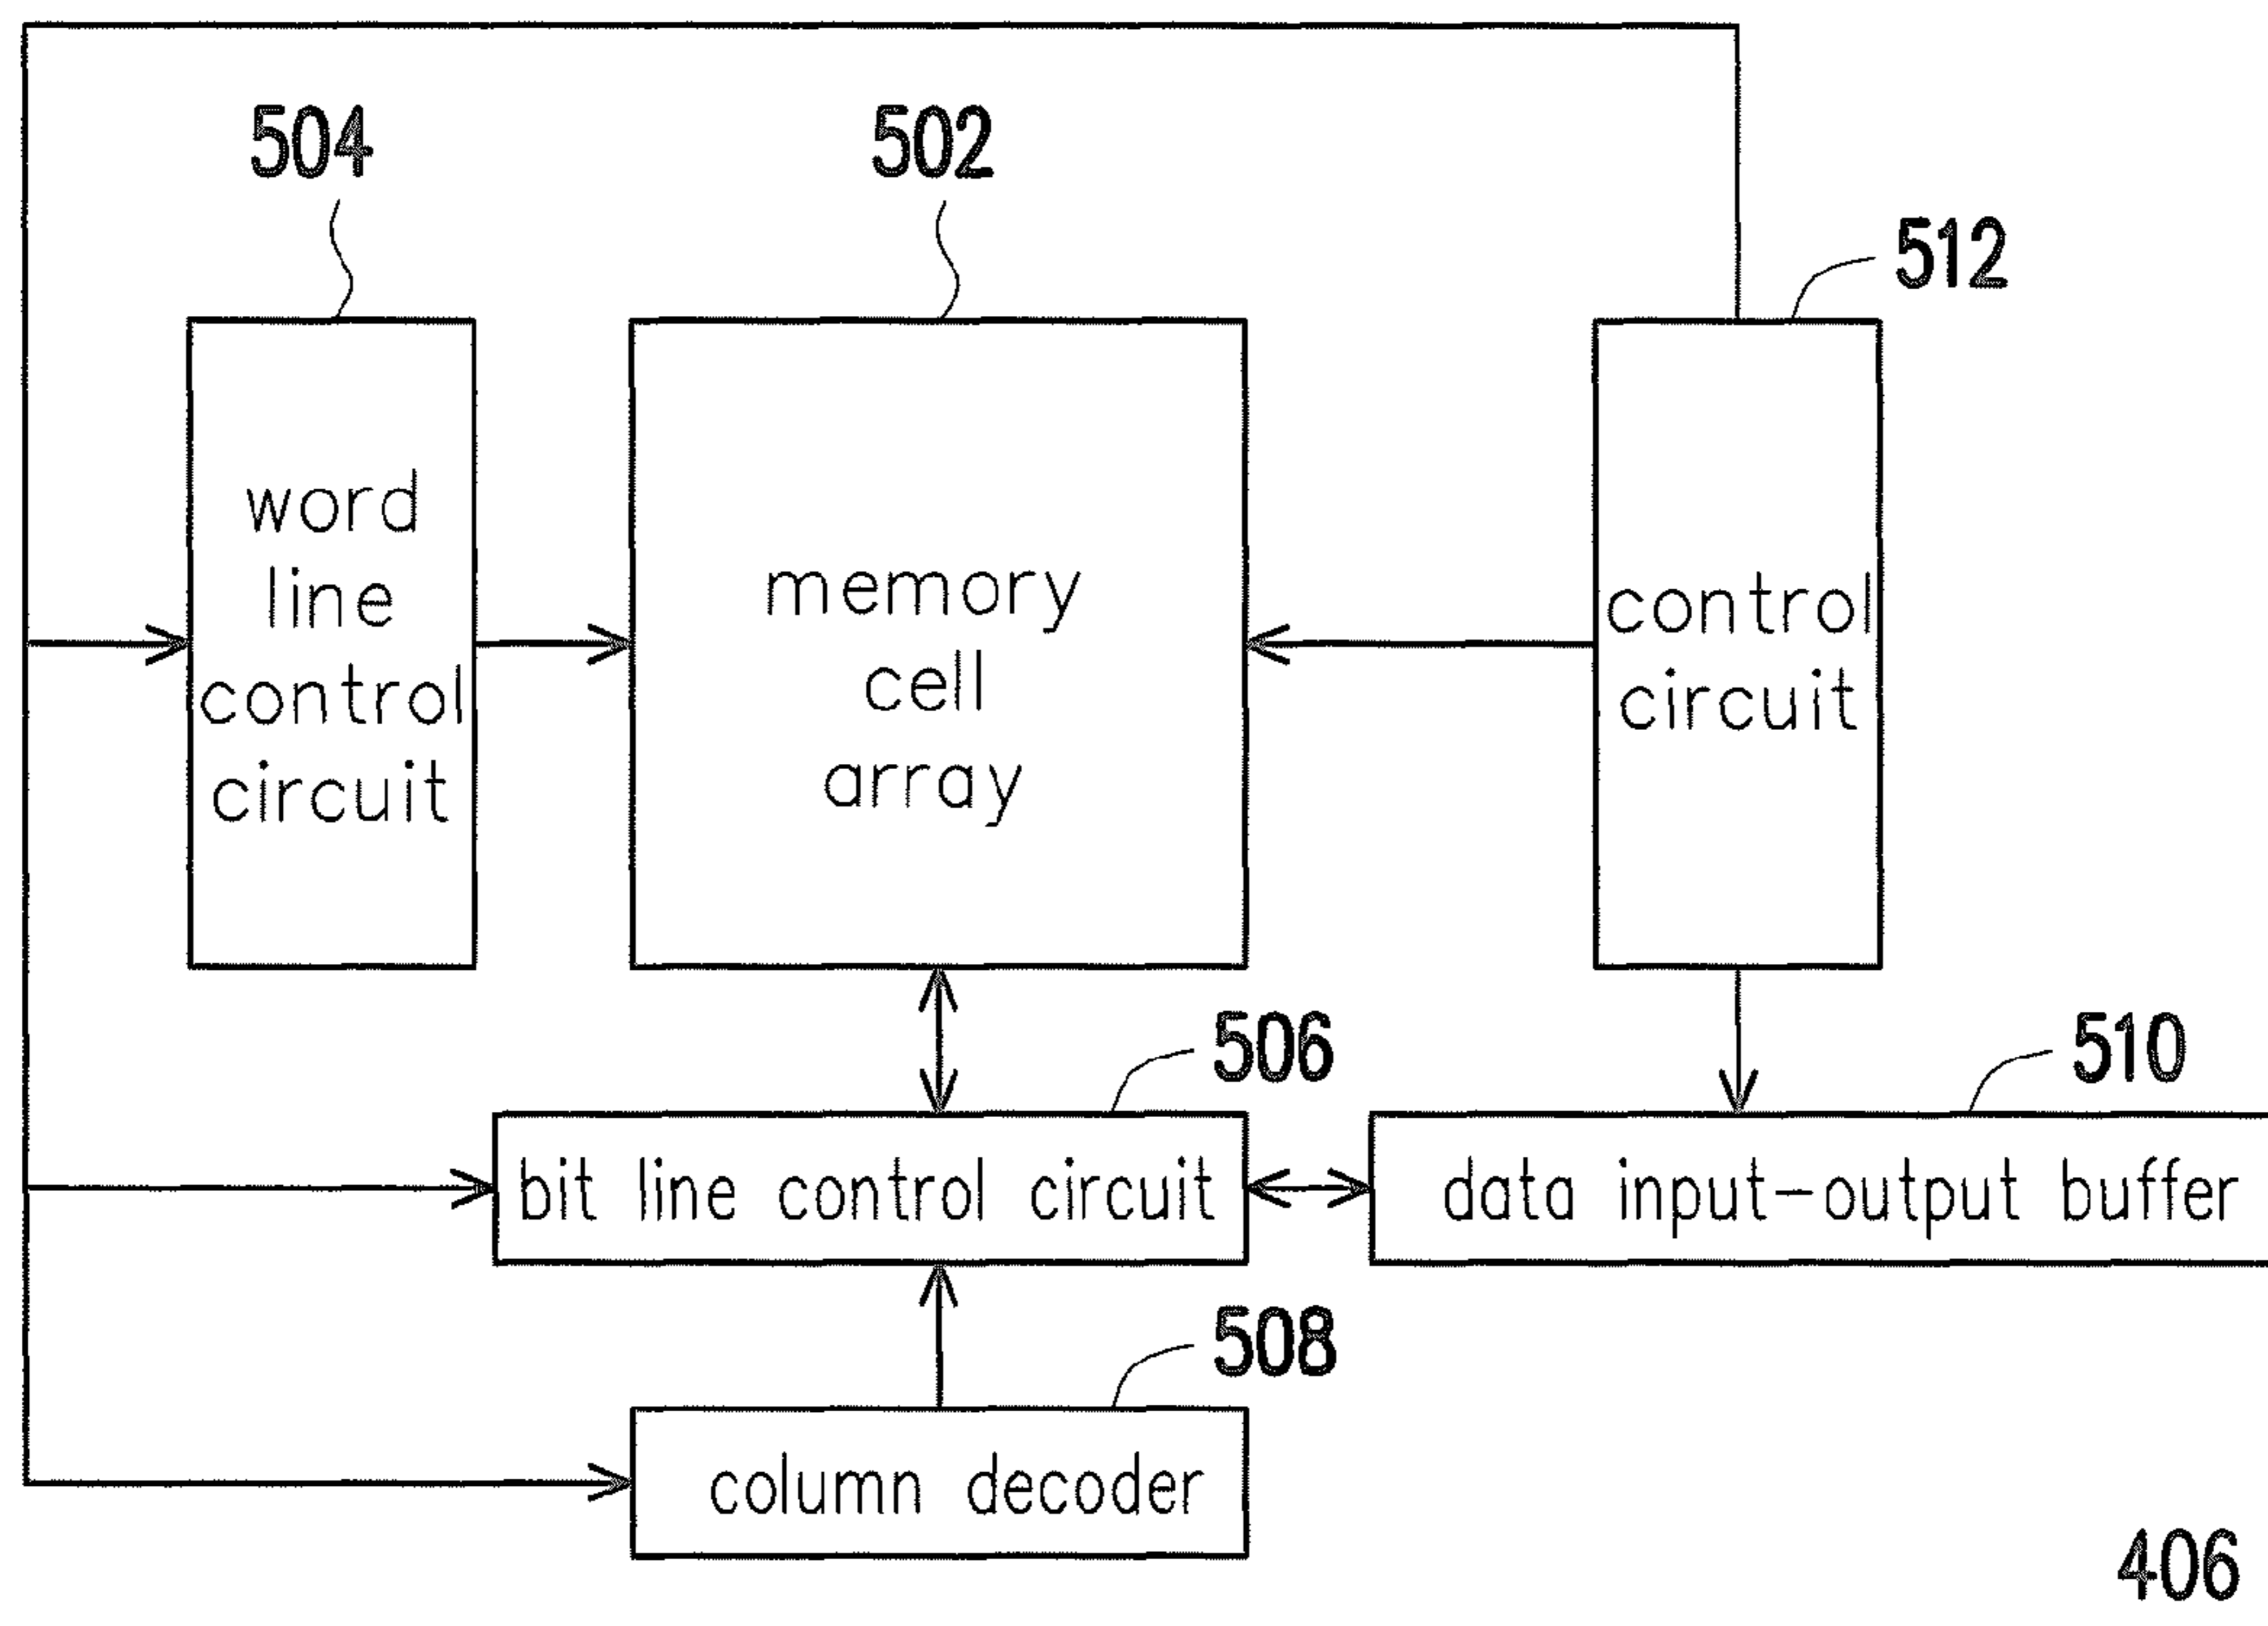 504
502
512
word
line
control
circuit
memory
cell
array
control
circuit
506
510
bit line control circuit
data input-output buffer
508
column decoder
406